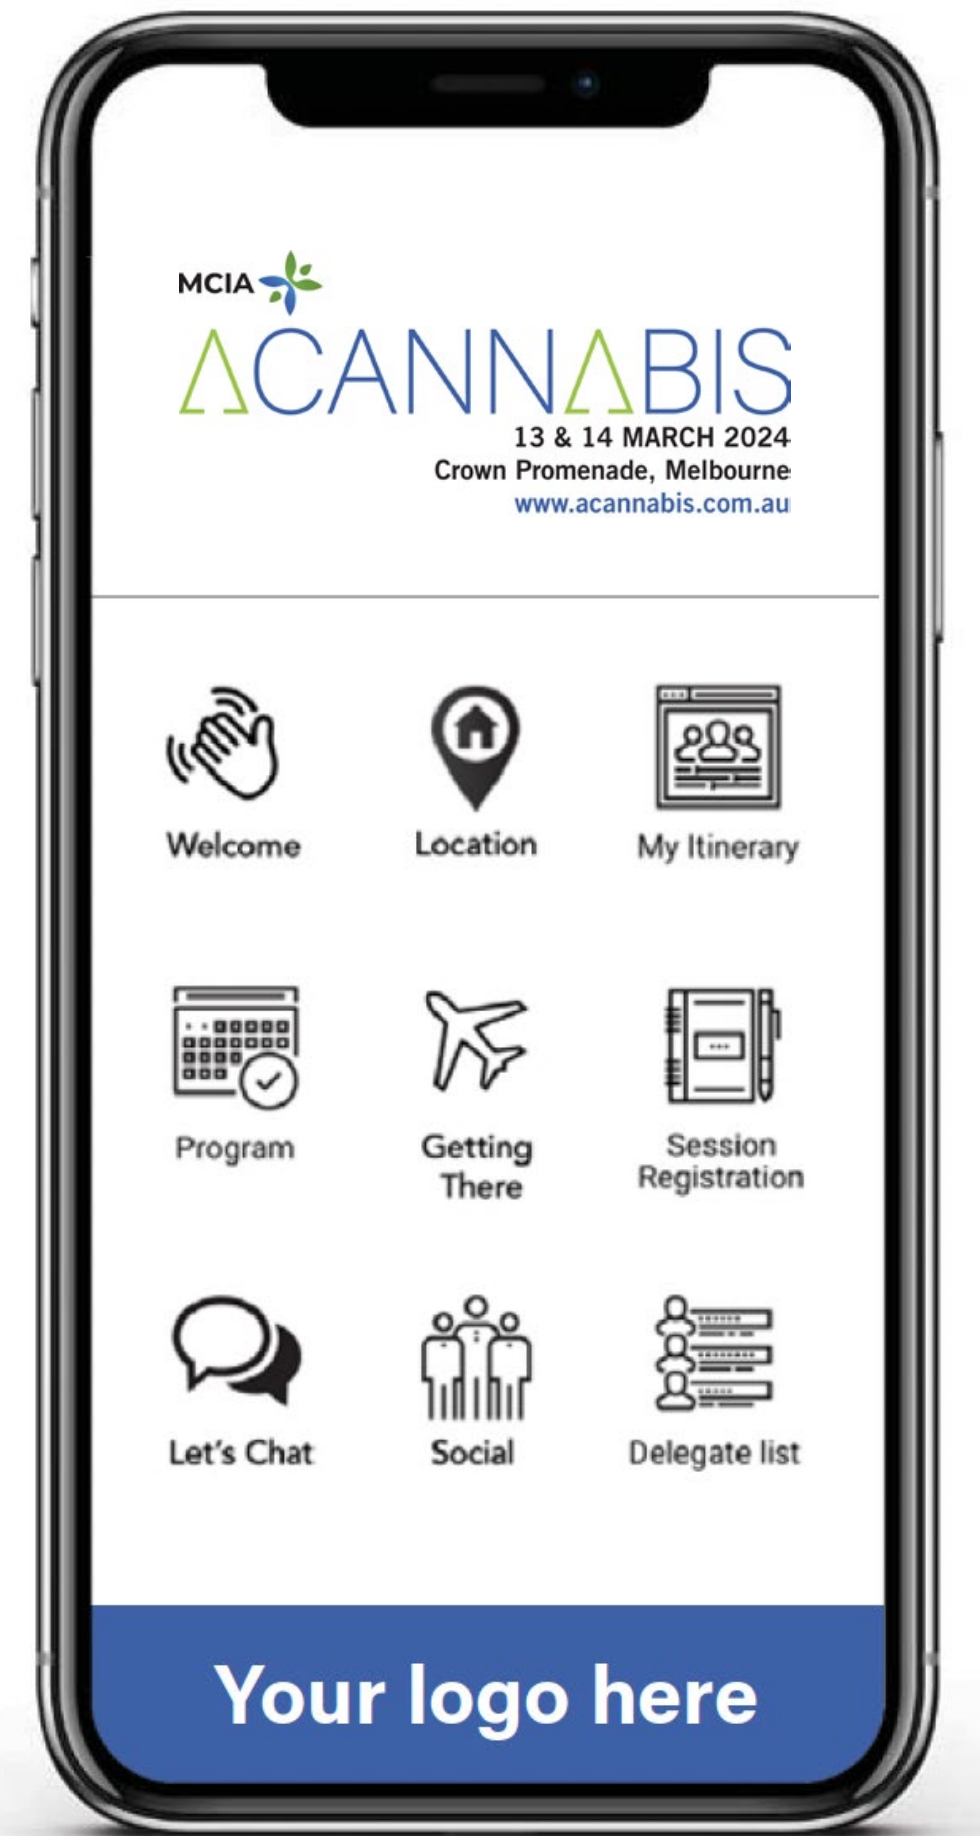 MCIA
ACANNABIS
13 & 14 MARCH 2024
Crown Promenade, Melbourne
www.acannabis.com.au
Welcome
Location
My Itinerary
Program
Getting
There
Session
Registration
Let's Chat
Social
Delegate list
Your logo here